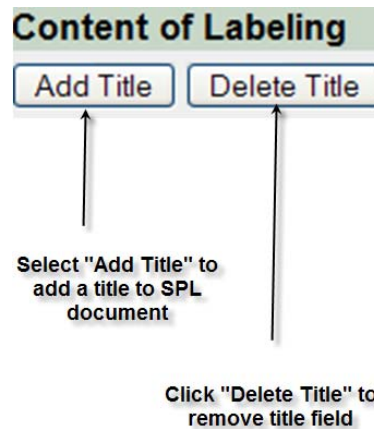 Content of Labeling
Add Title Delete Title
Select "Add Title" to
add a title to SPL
document
Click "Delete Title" to
remove title field